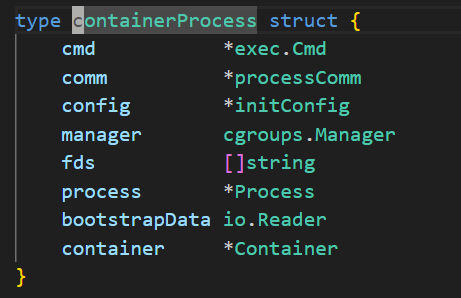 type containerProcess struct {
    cmd           *exec.Cmd
    comm          *processComm
    config        *initConfig
    manager       cgroups.Manager
    fds           []string
    process       *Process
    bootstrapData io.Reader
    container     *Container
}